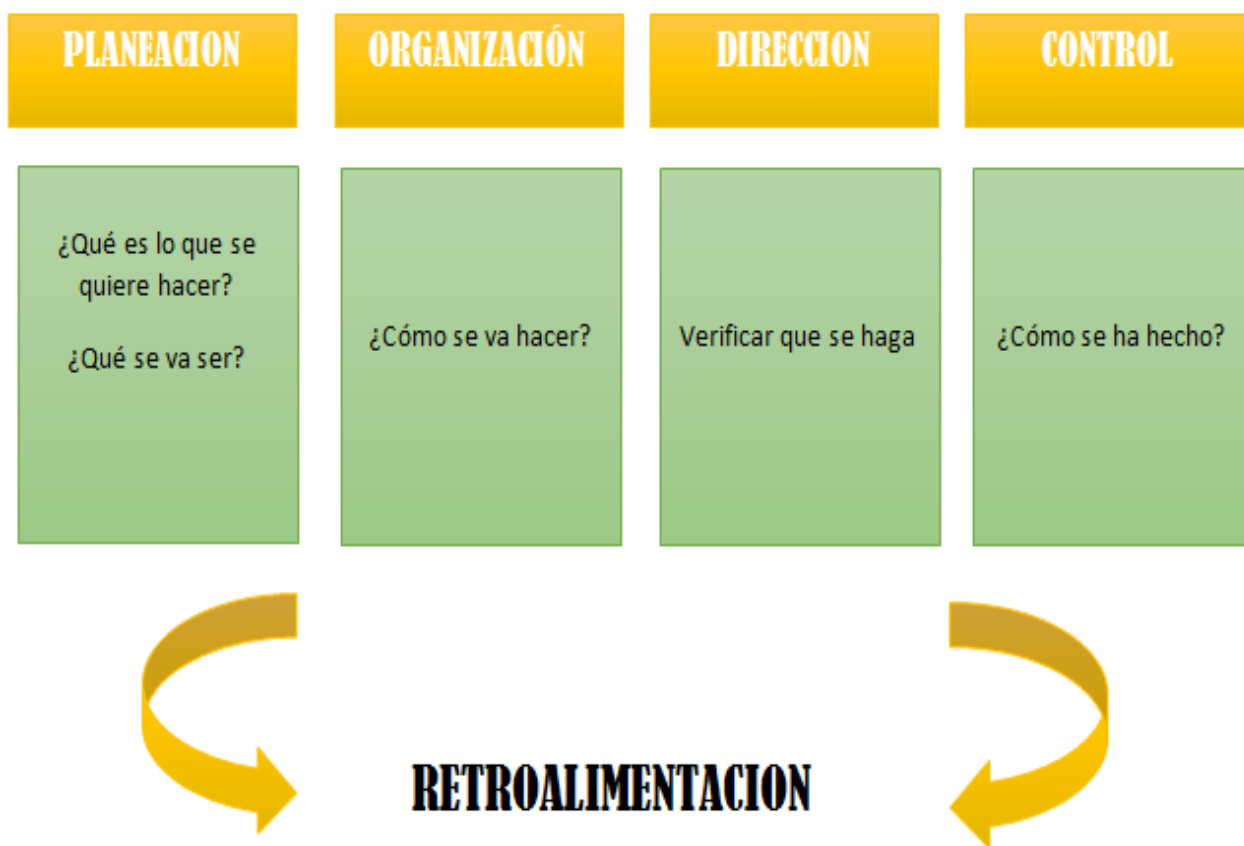 PLANEACION
ORGANIZACIÓN
DIRECCION
CONTROL
¿Qué es lo que se
quiere hacer?
¿Qué se va ser?
¿Cómo se va hacer?
Verificar que se haga
¿Cómo se ha hecho?
RETROALIMENTACION